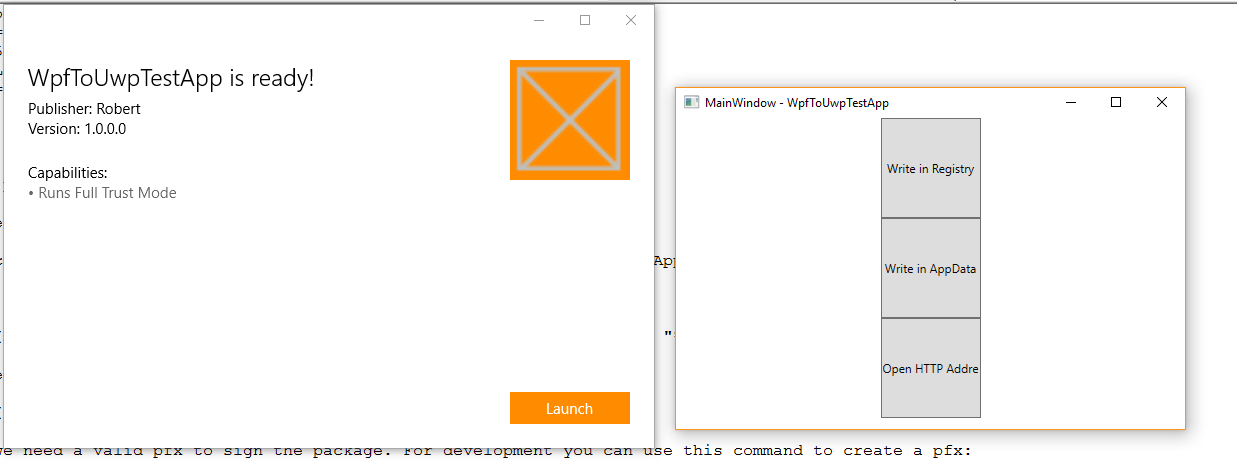 WpfToUwpTestApp is ready!
Publisher: Robert
Version: 1.0.0.0
Capabilities:
• Runs Full Trust Mode
Launch
MainWindow - WpfToUwpTestApp
Write in Registry
Write in AppData
Open HTTP Addre
App
we need a valid pfx to sign the package. For development you can use this command to create a pfx: